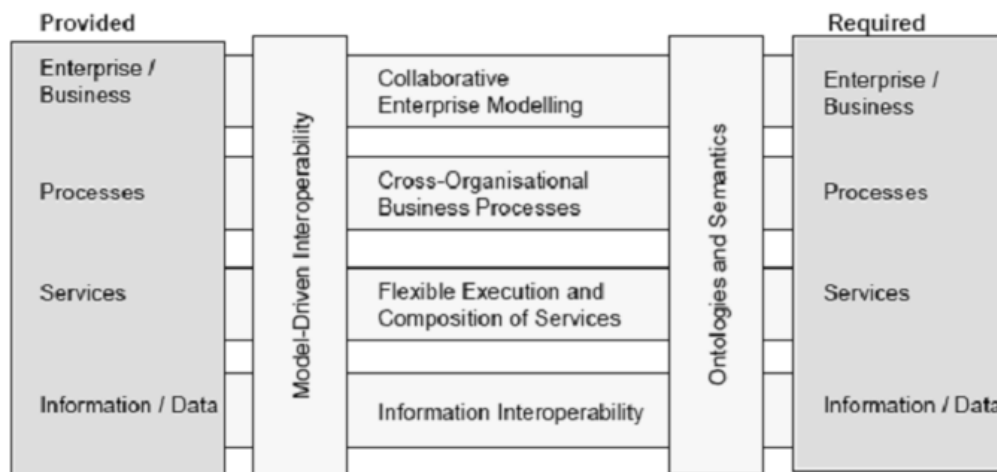 Provided
Required
Enterprise /
Business
Model-Driven Interoperability
Collaborative
Enterprise Modelling
Ontologies and Semantics
Enterprise /
Business
Processes
Cross-Organisational
Business Processes
Processes
Services
Flexible Execution and
Composition of Services
Services
Information / Data
Information Interoperability
Information / Data